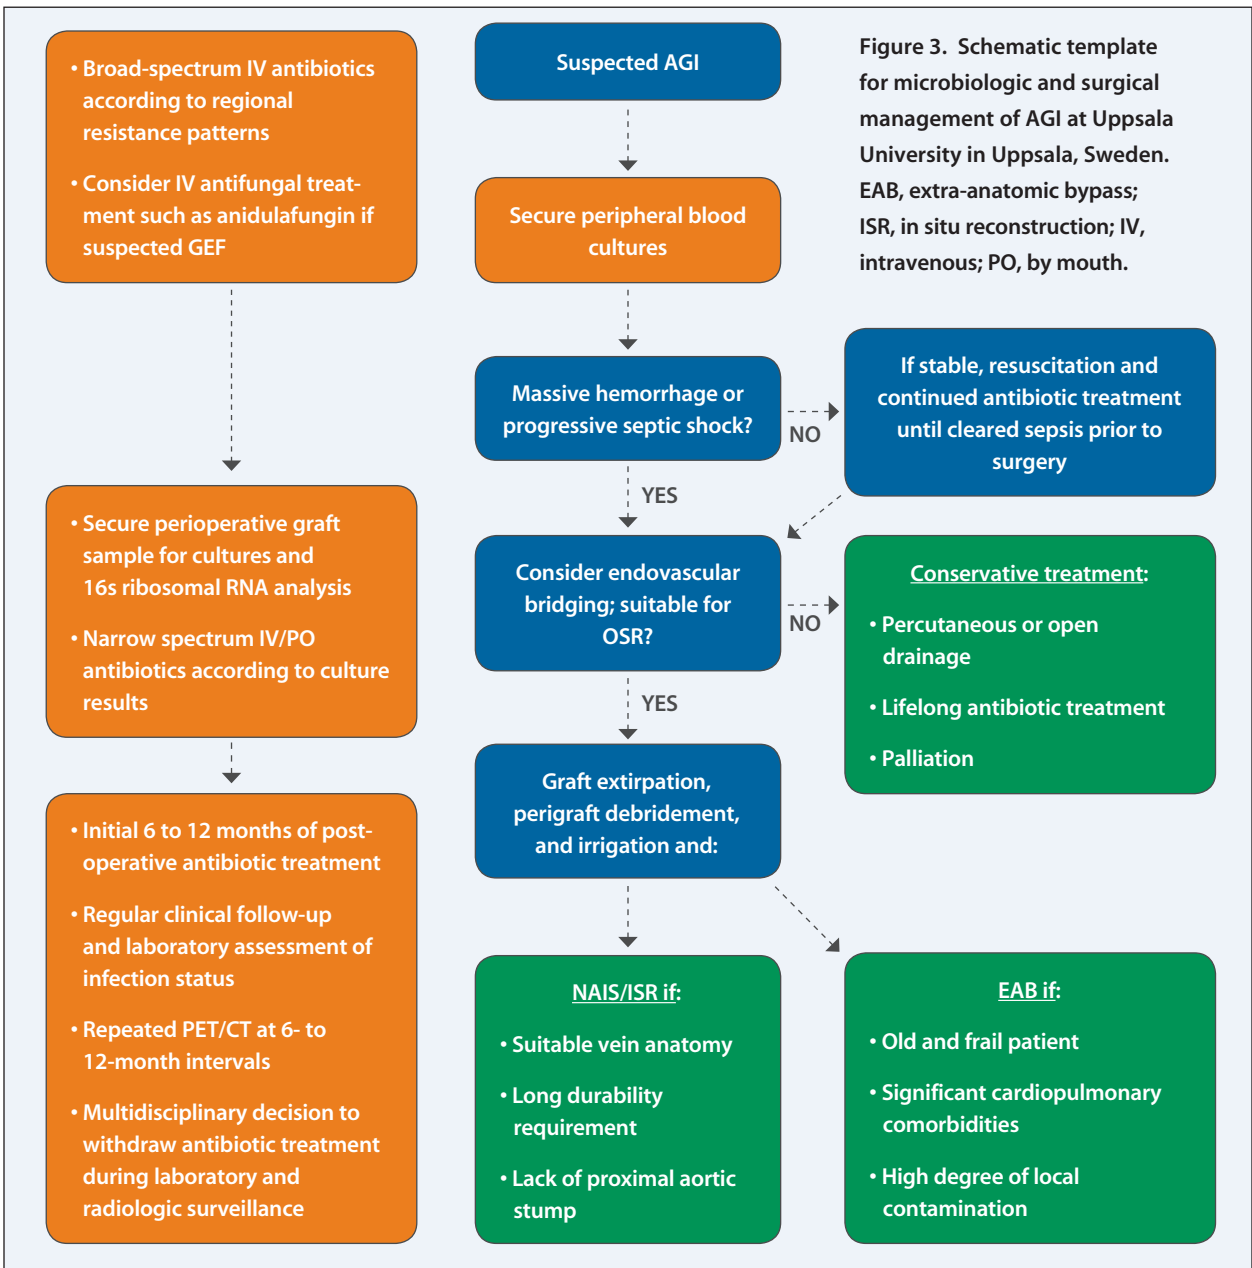 • Broad-spectrum IV antibiotics
according to regional
resistance patterns
• Consider IV antifungal treat-
ment such as anidulafungin if
suspected GEF
• Secure perioperative graft
sample for cultures and
16s ribosomal RNA analysis
• Narrow spectrum IV/PO
antibiotics according to culture
results
• Initial 6 to 12 months of post-
operative antibiotic treatment
• Regular clinical follow-up
and laboratory assessment of
infection status
• Repeated PET/CT at 6- to
12-month intervals
• Multidisciplinary decision to
withdraw antibiotic treatment
during laboratory and
radiologic surveillance
Suspected AGI
Secure peripheral blood
cultures
Massive hemorrhage or
progressive septic shock?
NO
If stable, resuscitation and
continued antibiotic treatment
until cleared sepsis prior to
surgery
YES
Consider endovascular
bridging; suitable for
OSR?
NO
Conservative treatment:
• Percutaneous or open
drainage
• Lifelong antibiotic treatment
• Palliation
YES
Graft extirpation,
perigraft debridement,
and irrigation and:
NAIS/ISR if:
• Suitable vein anatomy
• Long durability
requirement
• Lack of proximal aortic
stump
EAB if:
• Old and frail patient
• Significant cardiopulmonary
comorbidities
• High degree of local
contamination
Figure 3. Schematic template
for microbiologic and surgical
management of AGI at Uppsala
University in Uppsala, Sweden.
EAB, extra-anatomic bypass;
ISR, in situ reconstruction; IV,
intravenous; PO, by mouth.